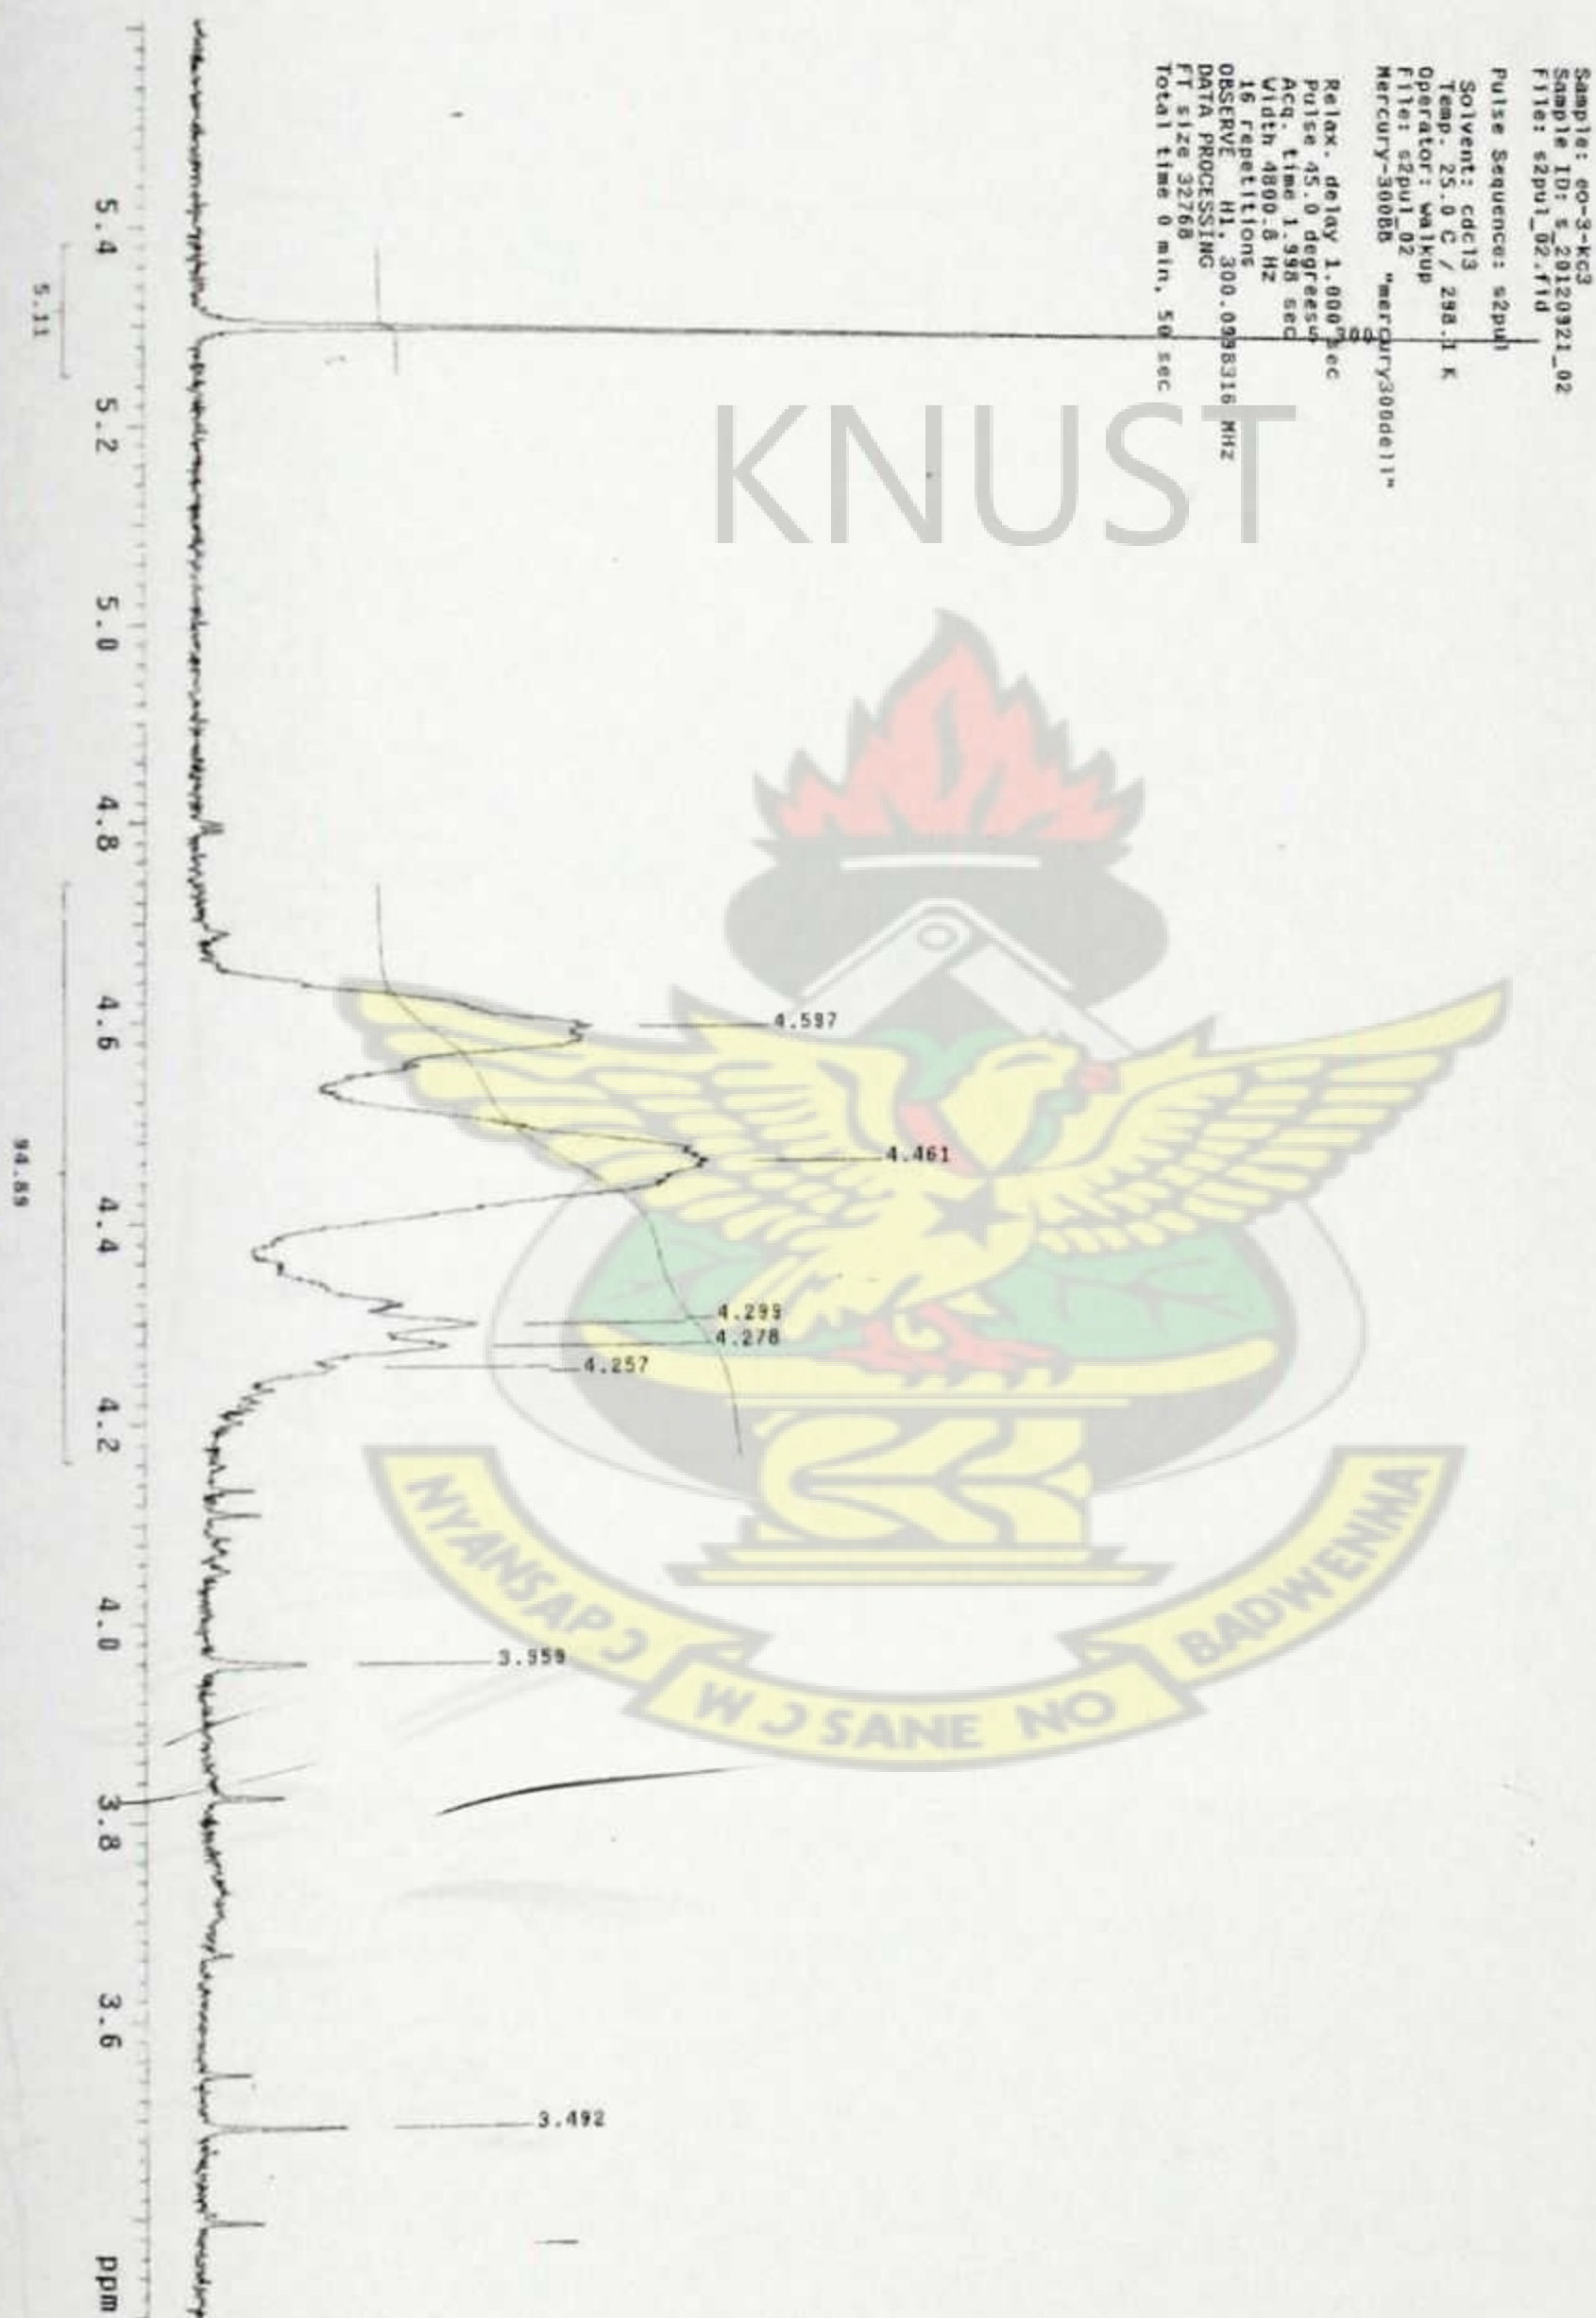 Sample: eo-3-kc3
Sample ID: s_20120921_02
File: s2pul_02.fid
Pulse Sequence: s2pul
Solvent: cdcl3
Temp. 25.0 C / 298.1 K
Operator: walkup
File: s2pul_02
Mercury-300BB "mercury300dell"
Relax. delay 1.000 sec
Pulse 45.0 degrees
Acq. time 1.998 sec
Width 4800.8 Hz
16 repetitions
OBSERVE H1, 300.0998316 MHz
DATA PROCESSING
FT size 32768
Total time 0 min, 50 sec
KNUST
4.597
4.461
4.299
4.278
4.257
3.959
3.492
NYANSAPƆ
WƆSANE NO
BADWENMA
5.4
5.2
5.0
4.8
4.6
4.4
4.2
4.0
3.8
3.6
ppm
5.11
94.89